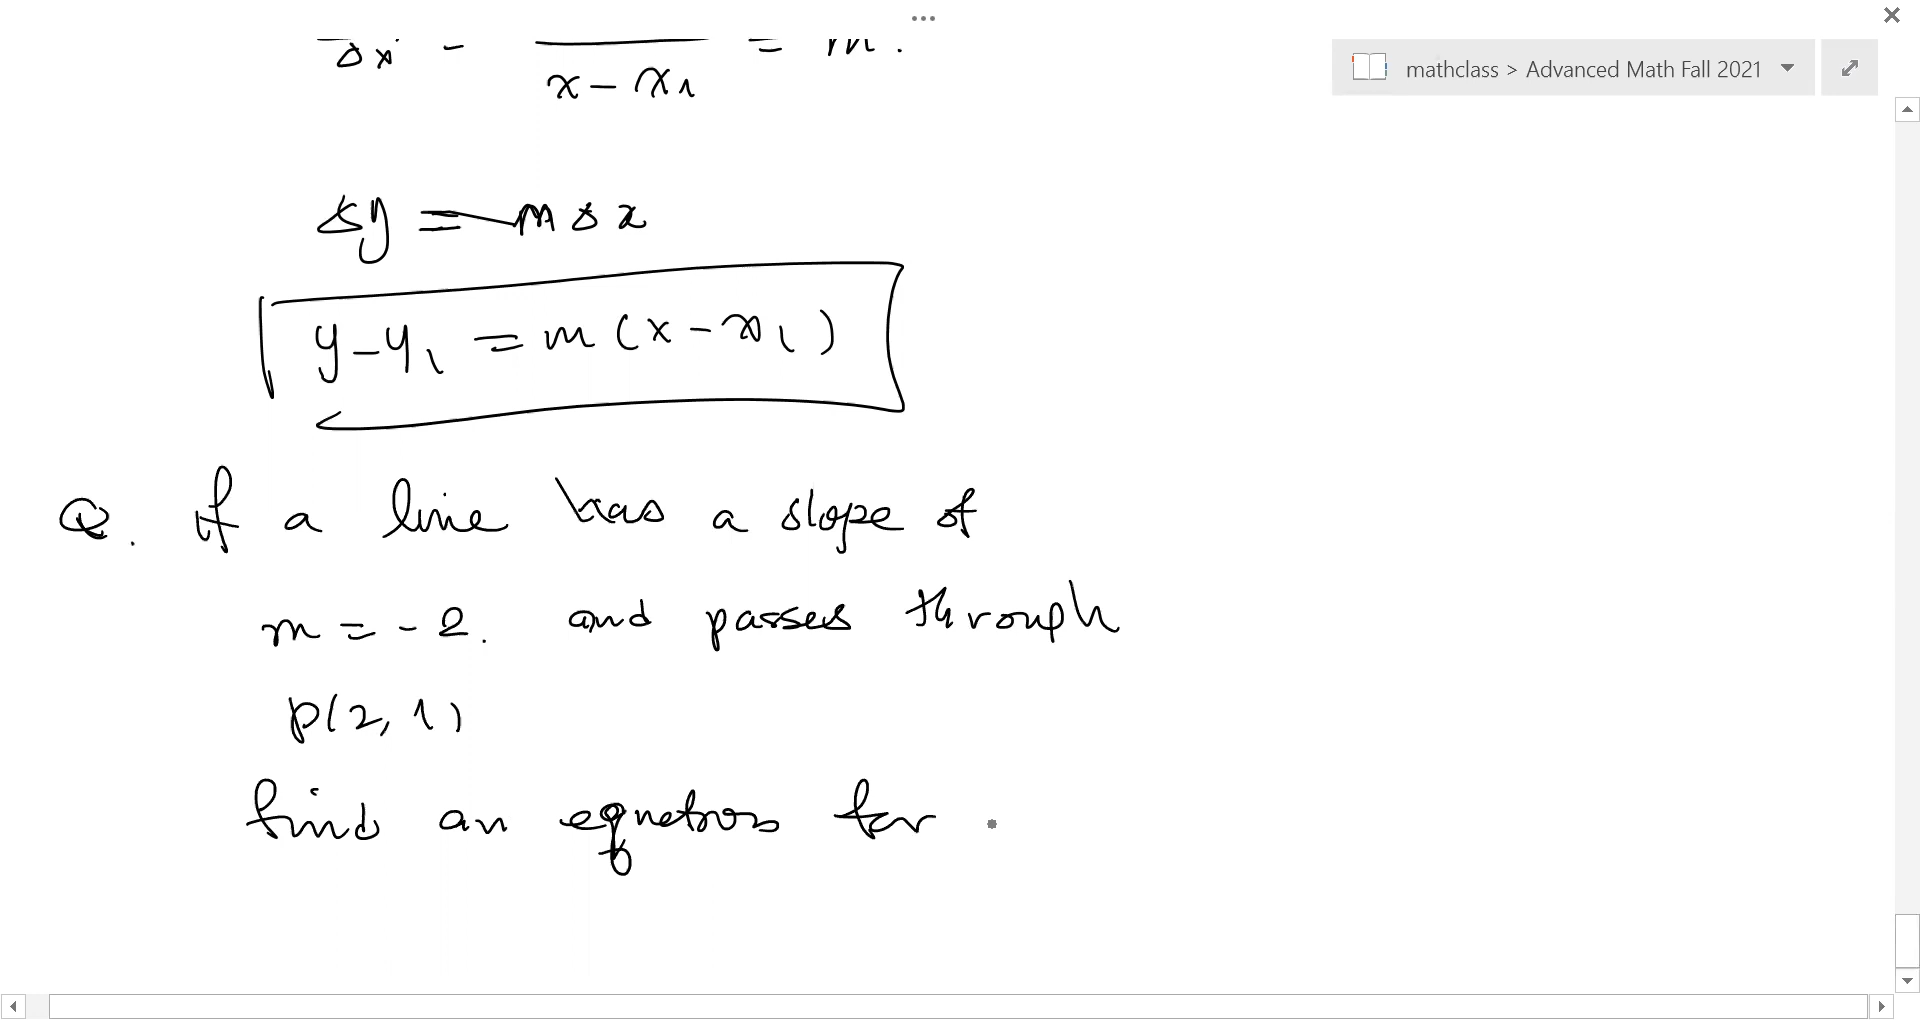 ...
mathclass > Advanced Math Fall 2021
Δx - x - x₁ = m.
Δy = mΔx
y - y₁ = m(x - x₁)
Q. if a line has a slope of
m = -2. and passes through
P(2, 1)
find an equation for